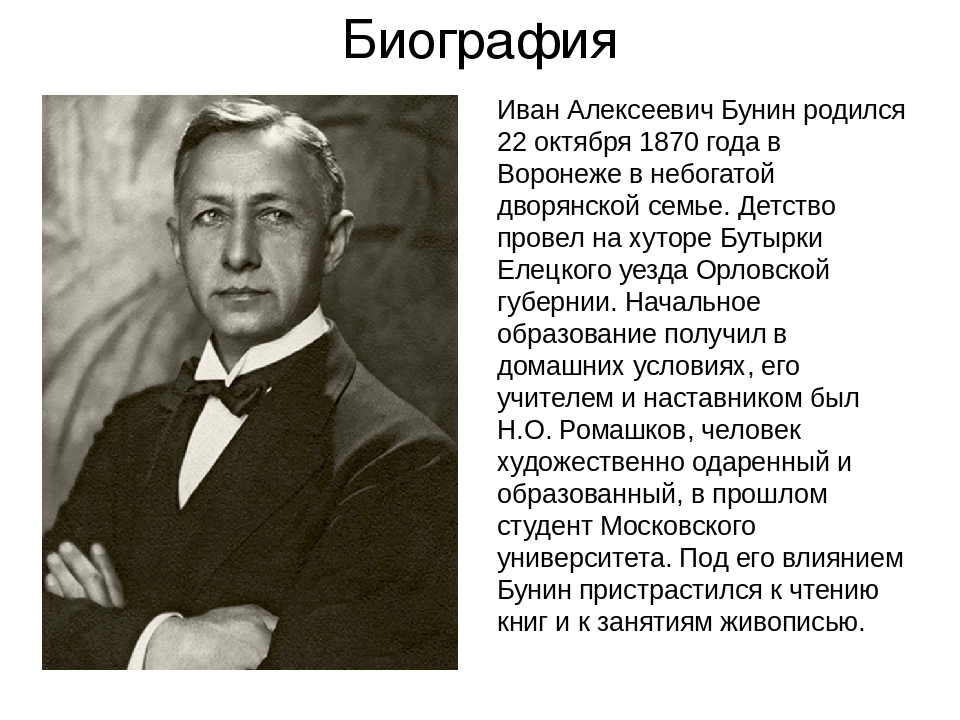 Биография
Иван Алексеевич Бунин родился
22 октября 1870 года в
Воронеже в небогатой
дворянской семье. Детство
провел на хуторе Бутырки
Елецкого уезда Орловской
губернии. Начальное
образование получил в
домашних условиях, его
учителем и наставником был
Н.О. Ромашков, человек
художественно одаренный и
образованный, в прошлом
студент Московского
университета. Под его влиянием
Бунин пристрастился к чтению
книг и к занятиям живописью.